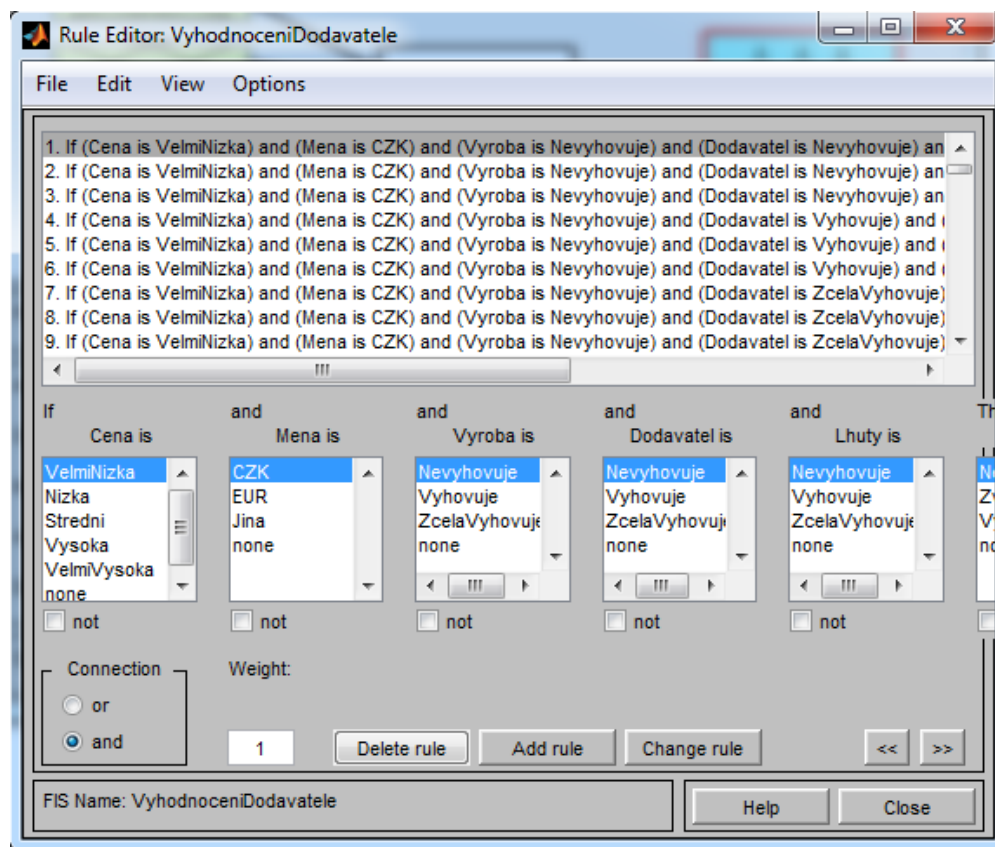 Rule Editor: VyhodnoceniDodavatele
File Edit View Options
1. If (Cena is VelmiNizka) and (Mena is CZK) and (Vyroba is Nevyhovuje) and (Dodavatel is Nevyhovuje) an
2. If (Cena is VelmiNizka) and (Mena is CZK) and (Vyroba is Nevyhovuje) and (Dodavatel is Nevyhovuje) an
3. If (Cena is VelmiNizka) and (Mena is CZK) and (Vyroba is Nevyhovuje) and (Dodavatel is Nevyhovuje) an
4. If (Cena is VelmiNizka) and (Mena is CZK) and (Vyroba is Nevyhovuje) and (Dodavatel is Vyhovuje) and (
5. If (Cena is VelmiNizka) and (Mena is CZK) and (Vyroba is Nevyhovuje) and (Dodavatel is Vyhovuje) and (
6. If (Cena is VelmiNizka) and (Mena is CZK) and (Vyroba is Nevyhovuje) and (Dodavatel is Vyhovuje) and (
7. If (Cena is VelmiNizka) and (Mena is CZK) and (Vyroba is Nevyhovuje) and (Dodavatel is ZcelaVyhovuje)
8. If (Cena is VelmiNizka) and (Mena is CZK) and (Vyroba is Nevyhovuje) and (Dodavatel is ZcelaVyhovuje)
9. If (Cena is VelmiNizka) and (Mena is CZK) and (Vyroba is Nevyhovuje) and (Dodavatel is ZcelaVyhovuje)
If and and and and Th
Cena is Mena is Vyroba is Dodavatel is Lhuty is
VelmiNizka CZK Nevyhovuje Nevyhovuje Nevyhovuje Ne
Nizka EUR Vyhovuje Vyhovuje Vyhovuje Zv
Stredni Jina ZcelaVyhovuje ZcelaVyhovuje ZcelaVyhovuje Vy
Vysoka none none none none no
VelmiVysoka
none
not not not not not
Connection Weight:
or
and 1 Delete rule Add rule Change rule << >>
FIS Name: VyhodnoceniDodavatele Help Close